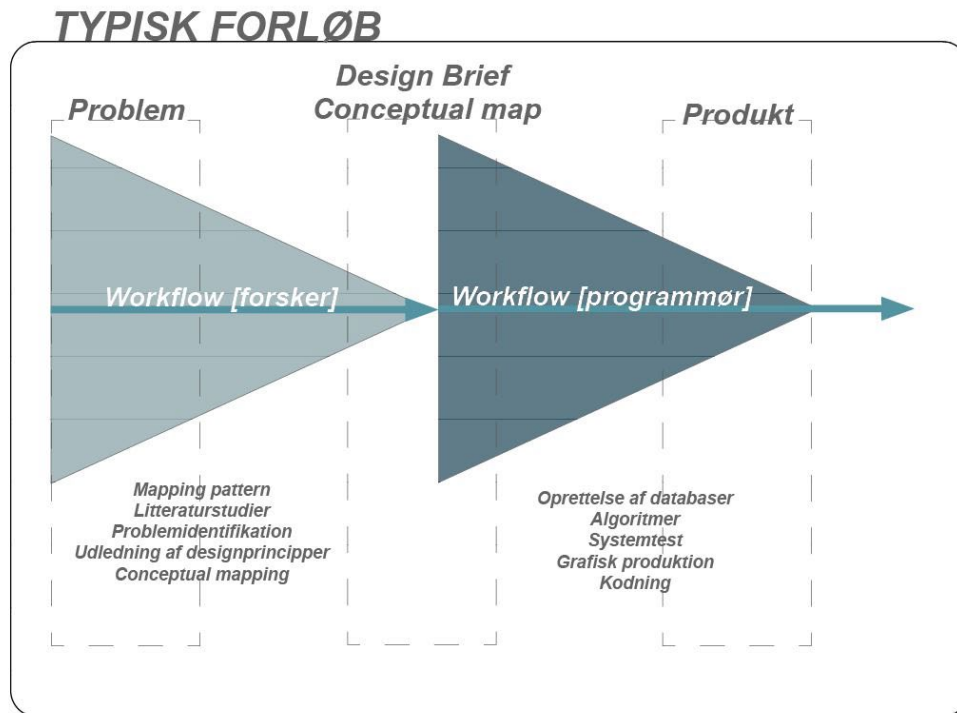 TYPISK FORLØB
Problem
Design Brief
Conceptual map
Produkt
Workflow [forsker]
Workflow [programmør]
Mapping pattern
Litteraturstudier
Problemidentifikation
Udledning af designprincipper
Conceptual mapping
Oprettelse af databaser
Algoritmer
Systemtest
Grafisk produktion
Kodning